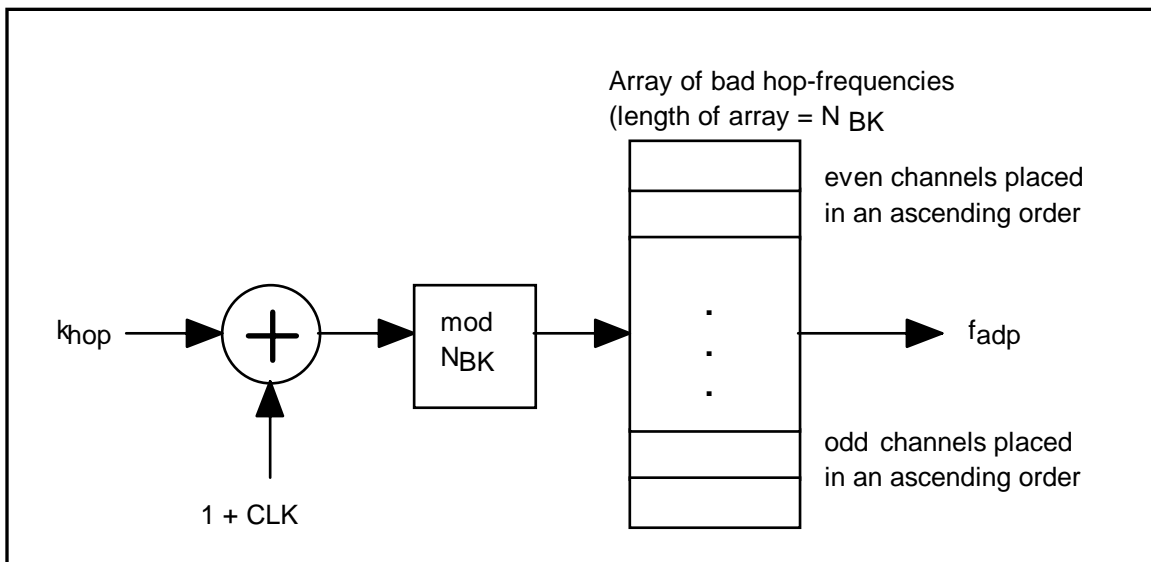 Array of bad hop-frequencies
(length of array = N BK
even channels placed
in an ascending order
khop
mod
NBK
.
.
.
fadp
1 + CLK
odd channels placed
in an ascending order